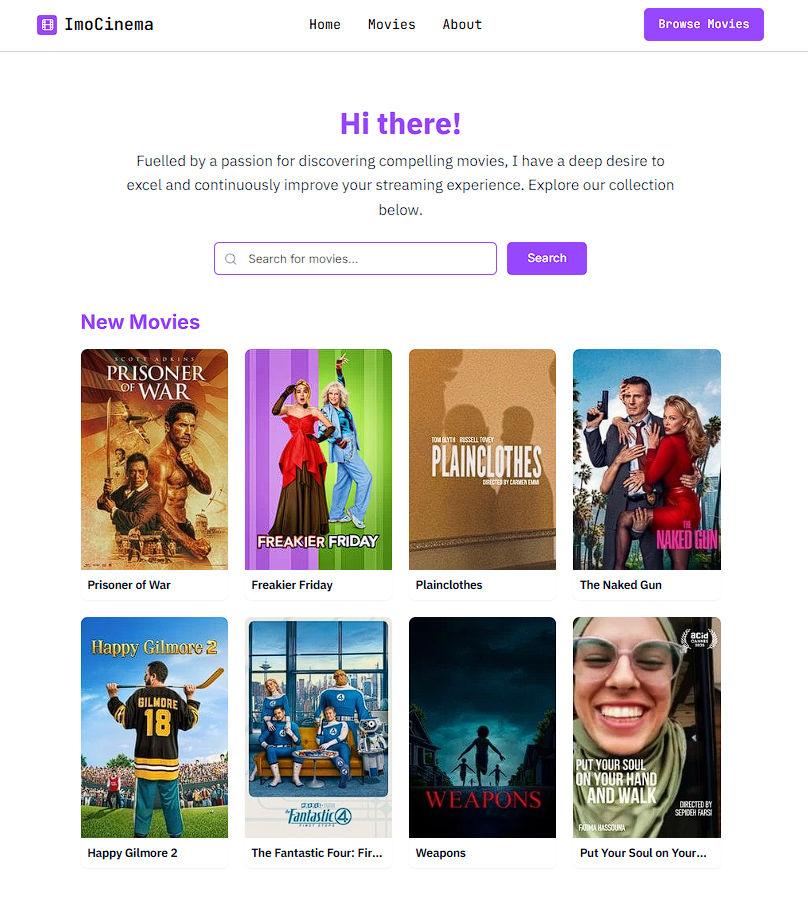 ImoCinema
Home
Movies
About
Browse Movies
Hi there!
Fuelled by a passion for discovering compelling movies, I have a deep desire to
excel and continuously improve your streaming experience. Explore our collection
below.
Search for movies...
Search
New Movies
SCOTT ADKINS
PRISONER
OF WAR
FREAKIER FRIDAY
TOM BLYTH RUSSELL TOVEY
PLAINCLOTHES
DIRECTED BY CARMEN EMMI
THE
NAKED GUN
Prisoner of War
Freakier Friday
Plainclothes
The Naked Gun
Happy Gilmore 2
GILMORE
18
4
the Fantastic 4
FIRST STEPS
WEAPONS
acid
CANNES
2025
PUT YOUR SOUL
ON YOUR HAND
AND WALK
DIRECTED BY
SEPIDEH FARSI
FATIMA HASSOUNA
Happy Gilmore 2
The Fantastic Four: Fir...
Weapons
Put Your Soul on Your...